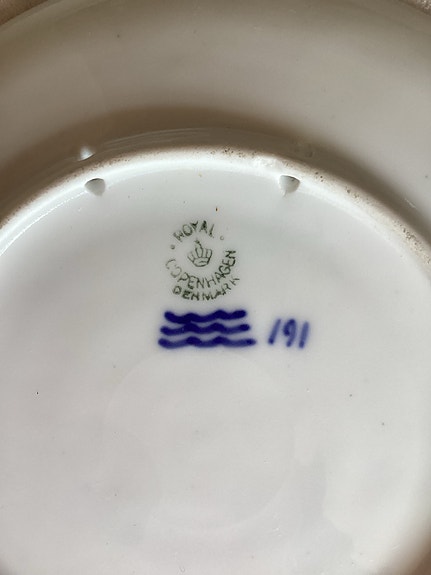 ROYAL
COPENHAGEN
DENMARK
191